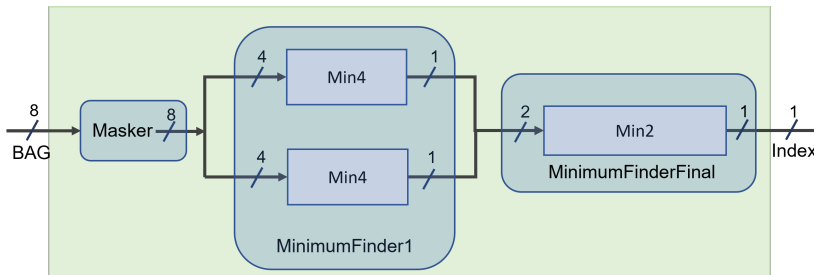 8
BAG
Masker
8
4
Min4
1
4
Min4
1
MinimumFinder1
2
Min2
1
MinimumFinderFinal
1
Index